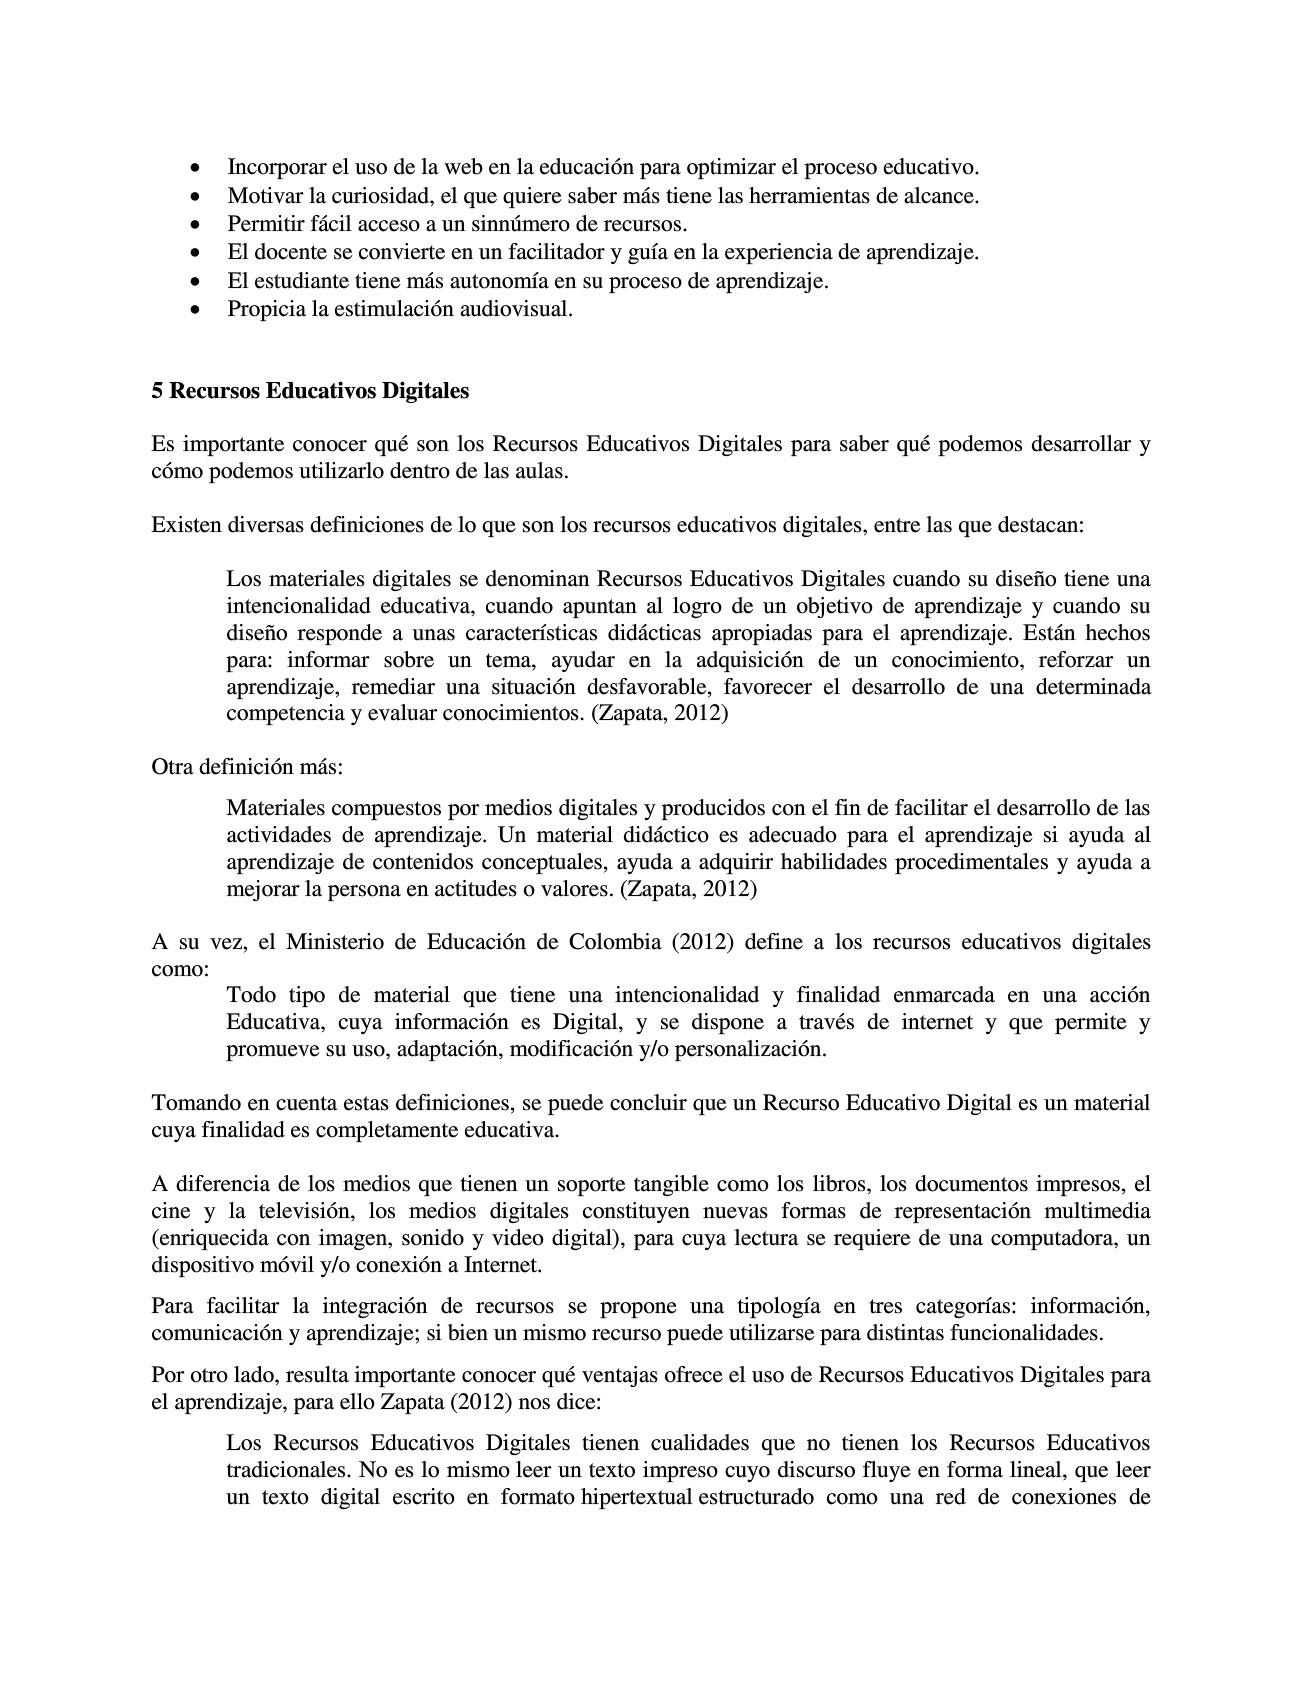 • Incorporar el uso de la web en la educación para optimizar el proceso educativo.
• Motivar la curiosidad, el que quiere saber más tiene las herramientas de alcance.
• Permitir fácil acceso a un sinnúmero de recursos.
• El docente se convierte en un facilitador y guía en la experiencia de aprendizaje.
• El estudiante tiene más autonomía en su proceso de aprendizaje.
• Propicia la estimulación audiovisual.
5 Recursos Educativos Digitales
Es importante conocer qué son los Recursos Educativos Digitales para saber qué podemos desarrollar y
cómo podemos utilizarlo dentro de las aulas.
Existen diversas definiciones de lo que son los recursos educativos digitales, entre las que destacan:
Los materiales digitales se denominan Recursos Educativos Digitales cuando su diseño tiene una
intencionalidad educativa, cuando apuntan al logro de un objetivo de aprendizaje y cuando su
diseño responde a unas características didácticas apropiadas para el aprendizaje. Están hechos
para: informar sobre un tema, ayudar en la adquisición de un conocimiento, reforzar un
aprendizaje, remediar una situación desfavorable, favorecer el desarrollo de una determinada
competencia y evaluar conocimientos. (Zapata, 2012)
Otra definición más:
Materiales compuestos por medios digitales y producidos con el fin de facilitar el desarrollo de las
actividades de aprendizaje. Un material didáctico es adecuado para el aprendizaje si ayuda al
aprendizaje de contenidos conceptuales, ayuda a adquirir habilidades procedimentales y ayuda a
mejorar la persona en actitudes o valores. (Zapata, 2012)
A su vez, el Ministerio de Educación de Colombia (2012) define a los recursos educativos digitales
como:
Todo tipo de material que tiene una intencionalidad y finalidad enmarcada en una acción
Educativa, cuya información es Digital, y se dispone a través de internet y que permite y
promueve su uso, adaptación, modificación y/o personalización.
Tomando en cuenta estas definiciones, se puede concluir que un Recurso Educativo Digital es un material
cuya finalidad es completamente educativa.
A diferencia de los medios que tienen un soporte tangible como los libros, los documentos impresos, el
cine y la televisión, los medios digitales constituyen nuevas formas de representación multimedia
(enriquecida con imagen, sonido y video digital), para cuya lectura se requiere de una computadora, un
dispositivo móvil y/o conexión a Internet.
Para facilitar la integración de recursos se propone una tipología en tres categorías: información,
comunicación y aprendizaje; si bien un mismo recurso puede utilizarse para distintas funcionalidades.
Por otro lado, resulta importante conocer qué ventajas ofrece el uso de Recursos Educativos Digitales para
el aprendizaje, para ello Zapata (2012) nos dice:
Los Recursos Educativos Digitales tienen cualidades que no tienen los Recursos Educativos
tradicionales. No es lo mismo leer un texto impreso cuyo discurso fluye en forma lineal, que leer
un texto digital escrito en formato hipertextual estructurado como una red de conexiones de